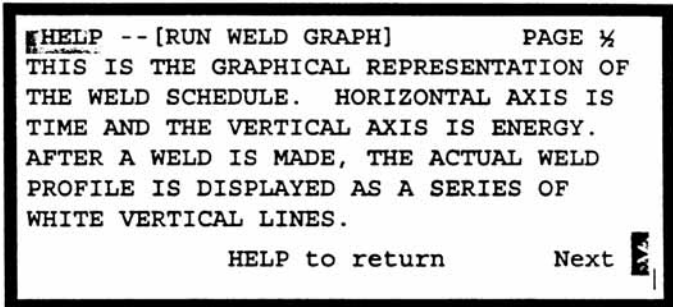 HELP --[RUN WELD GRAPH] PAGE ½
THIS IS THE GRAPHICAL REPRESENTATION OF
THE WELD SCHEDULE. HORIZONTAL AXIS IS
TIME AND THE VERTICAL AXIS IS ENERGY.
AFTER A WELD IS MADE, THE ACTUAL WELD
PROFILE IS DISPLAYED AS A SERIES OF
WHITE VERTICAL LINES.
HELP to return Next